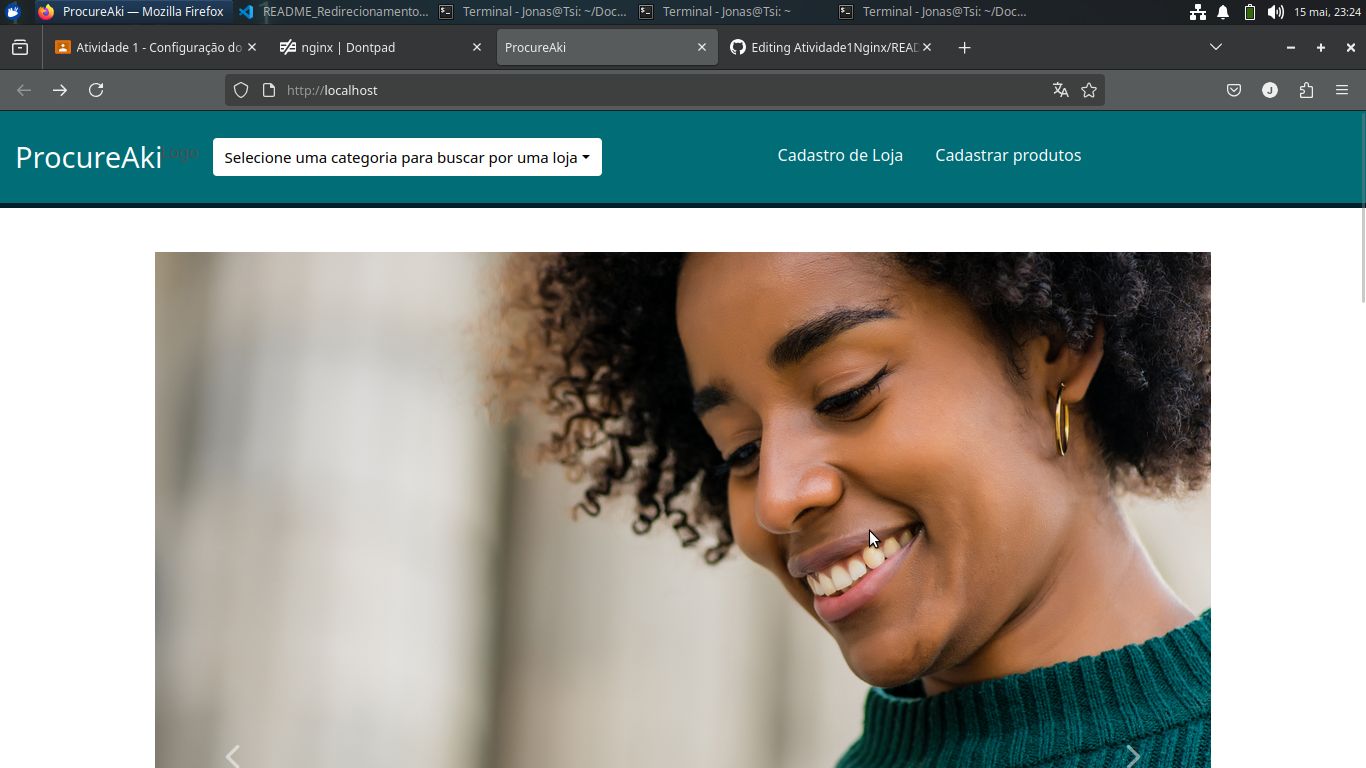 ProcureAki — Mozilla Firefox
README_Redirecionamento...
Terminal - Jonas@Tsi: ~/Doc...
Terminal - Jonas@Tsi: ~
Terminal - Jonas@Tsi: ~/Doc...
15 mai, 23:24
Atividade 1 - Configuração do
nginx | Dontpad
ProcureAki
Editing Atividade1Nginx/READ
http://localhost
J
ProcureAki
Logo
Selecione uma categoria para buscar por uma loja
Cadastro de Loja
Cadastrar produtos